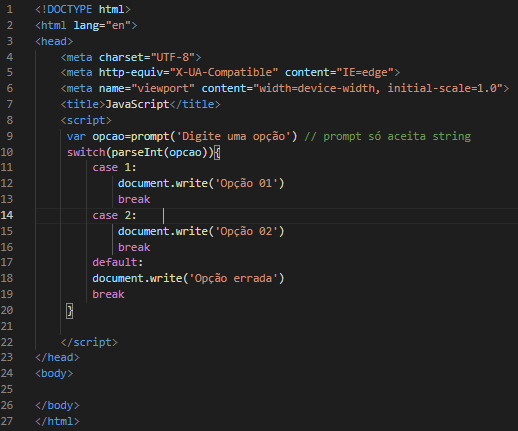 1 <!DOCTYPE html>
2 <html lang="en">
3 <head>
4 <meta charset="UTF-8">
5 <meta http-equiv="X-UA-Compatible" content="IE=edge">
6 <meta name="viewport" content="width=device-width, initial-scale=1.0">
7 <title>JavaScript</title>
8 <script>
9 var opcao=prompt('Digite uma opção') // prompt só aceita string
10 switch(parseInt(opcao)){
11 case 1:
12 document.write('Opção 01')
13 break
14 case 2:
15 document.write('Opção 02')
16 break
17 default:
18 document.write('Opção errada')
19 break
20 }
21
22 </script>
23 </head>
24 <body>
25
26 </body>
27 </html>